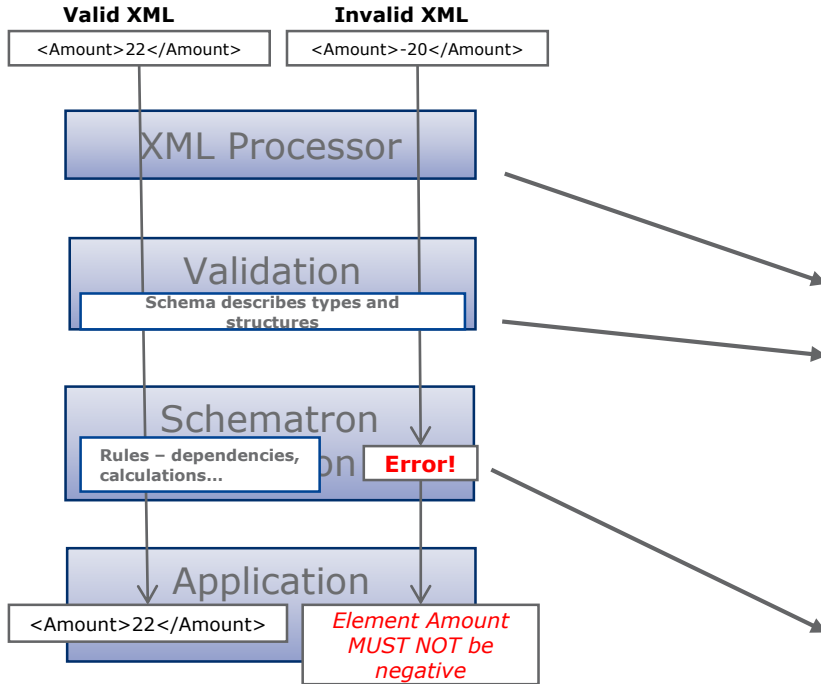 Valid XML
Invalid XML
<Amount>22</Amount>
<Amount>-20</Amount>
XML Processor
Validation
Schema describes types and
structures
Schematron
Rules – dependencies,
calculations...
on
Error!
Application
<Amount>22</Amount>
Element Amount
MUST NOT be
negative